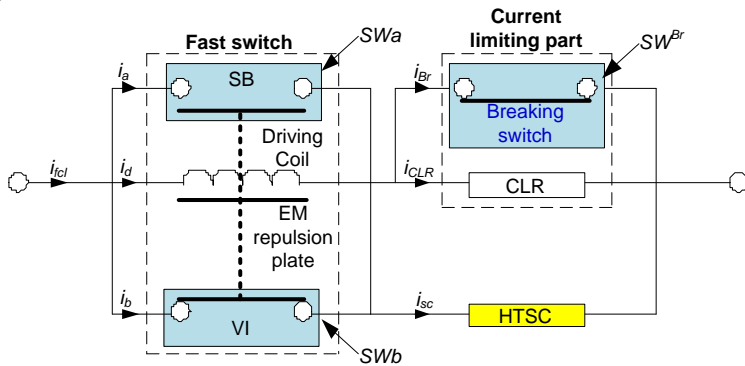 Fast switch
SWa
Current
limiting part
SW^Br
i_a
SB
i_Br
Breaking
switch
Driving
Coil
i_fcl
i_d
i_CLR
CLR
EM
repulsion
plate
i_b
VI
i_sc
HTSC
SWb